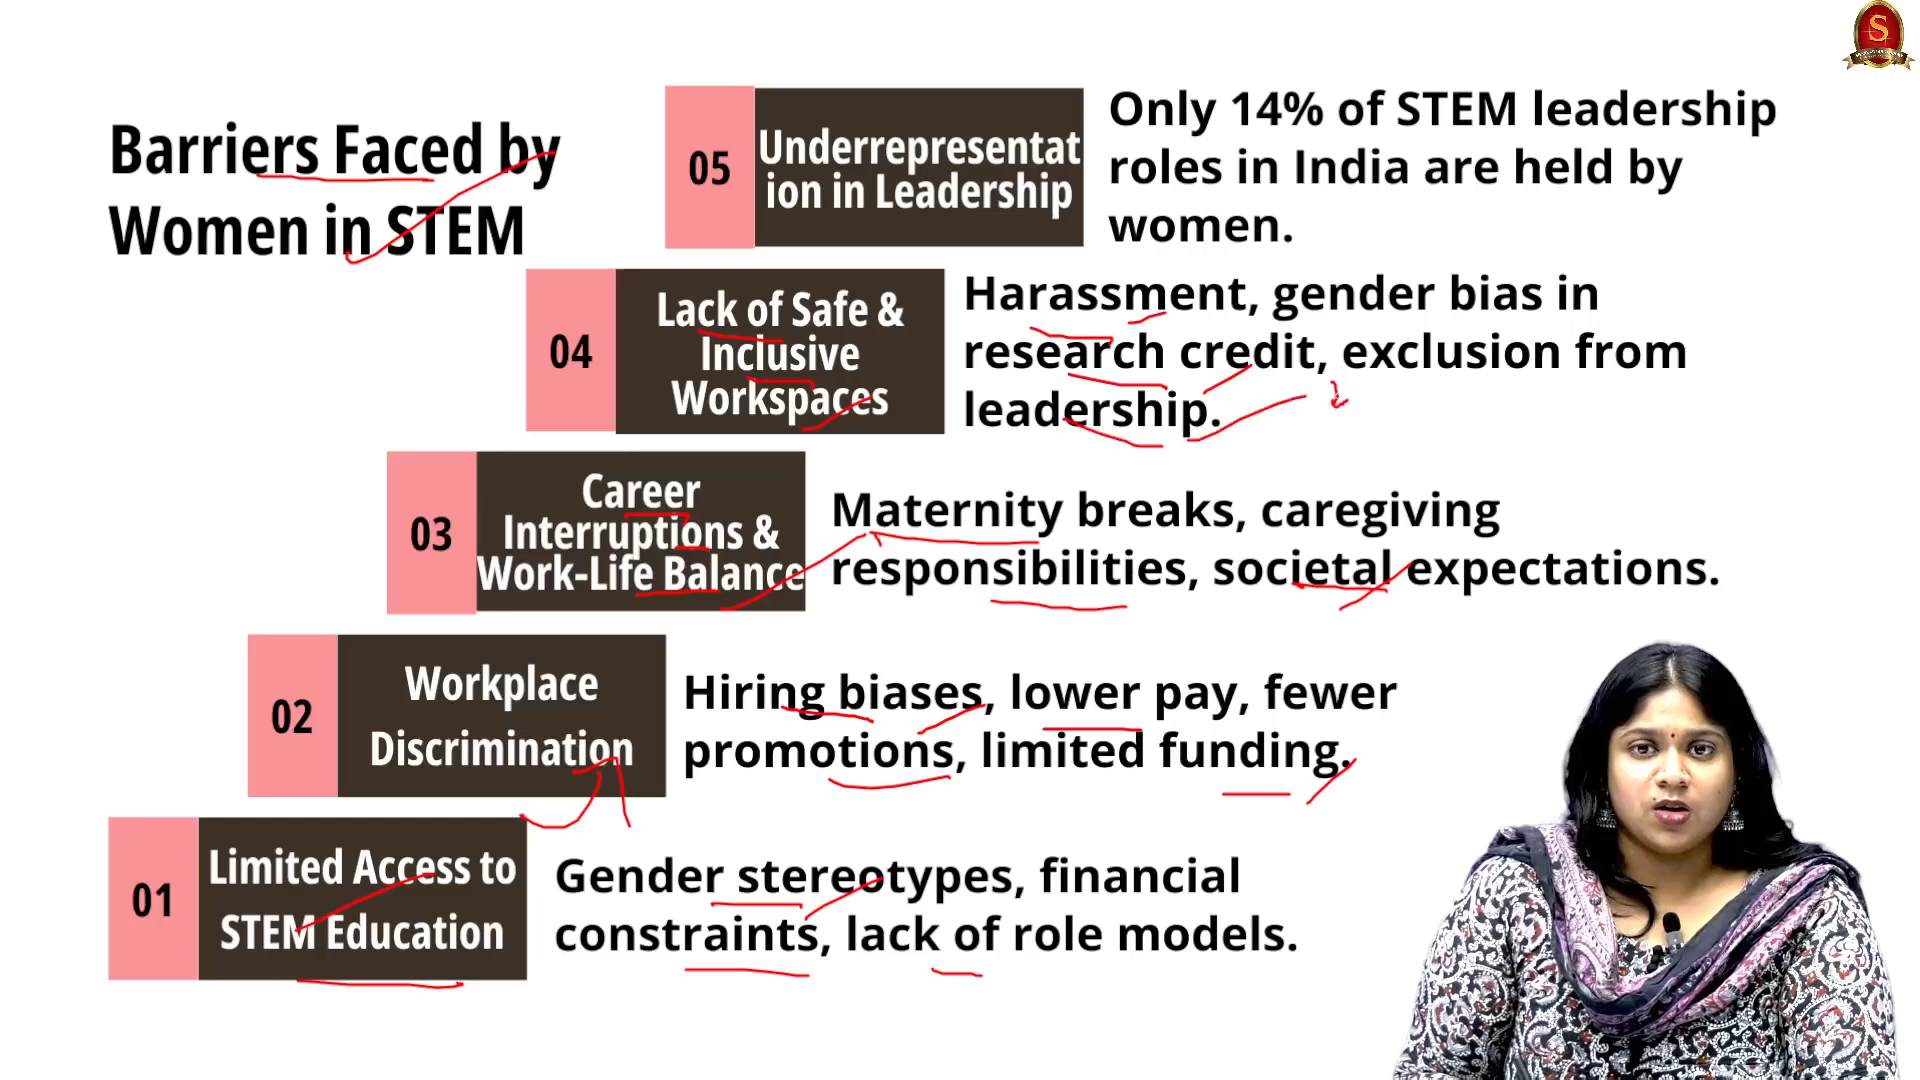 Barriers Faced by
Women in STEM
05
Underrepresentat
ion in Leadership
Only 14% of STEM leadership
roles in India are held by
women.
04
Lack of Safe &
Inclusive
Workspaces
Harassment, gender bias in
research credit, exclusion from
leadership.
03
Career
Interruptions &
Work-Life Balance
Maternity breaks, caregiving
responsibilities, societal expectations.
02
Workplace
Discrimination
Hiring biases, lower pay, fewer
promotions, limited funding.
01
Limited Access to
STEM Education
Gender stereotypes, financial
constraints, lack of role models.
S